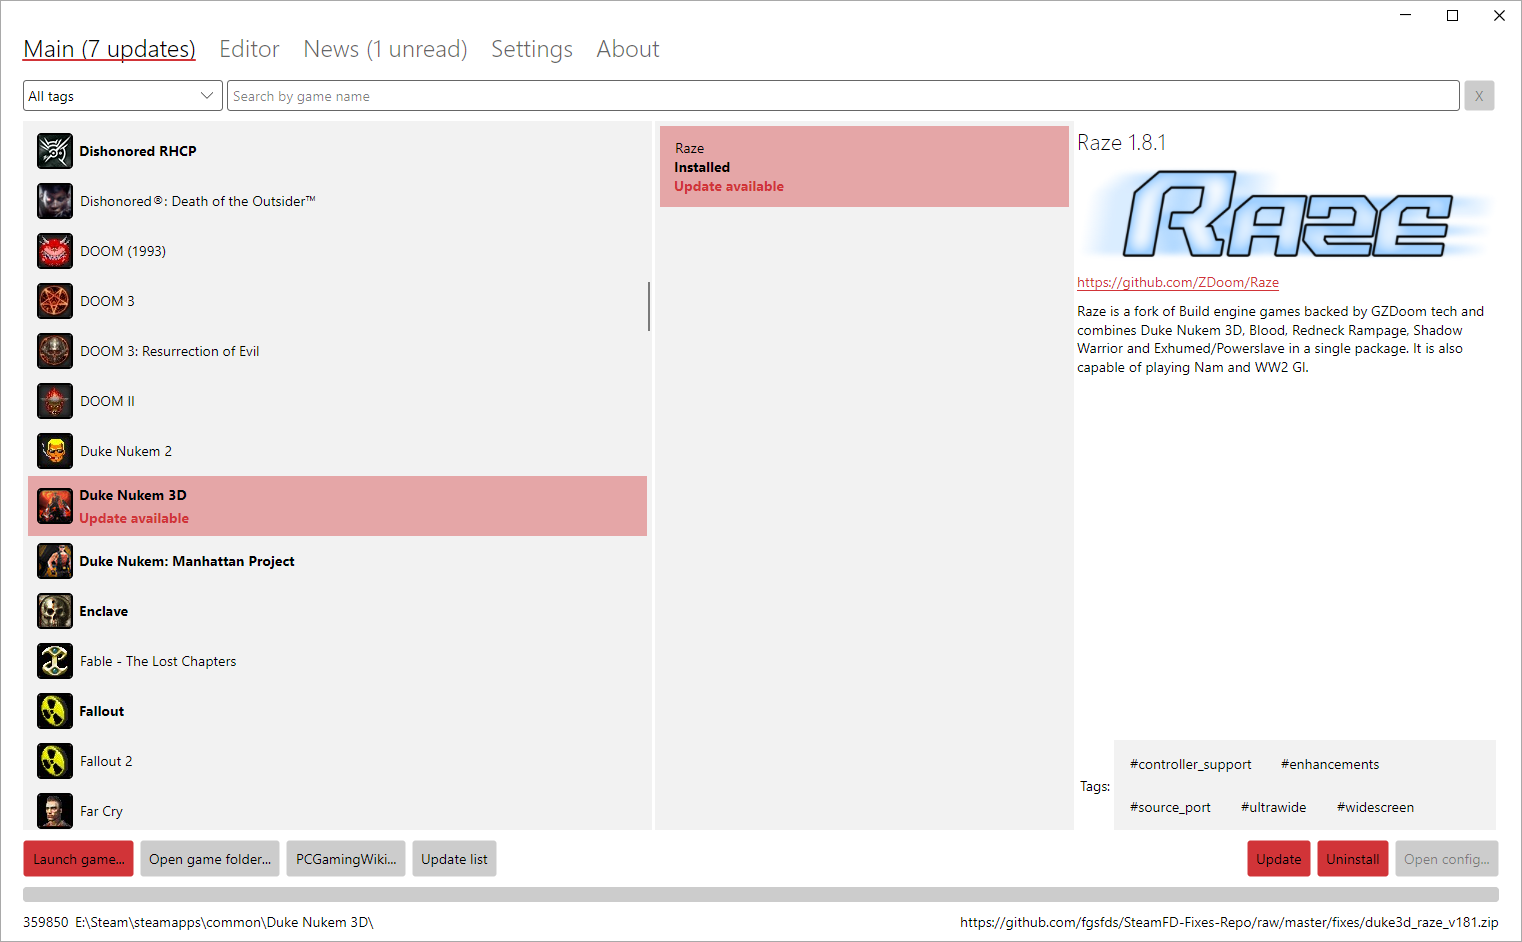 Main (7 updates) Editor News (1 unread) Settings About
All tags Search by game name X
Dishonored RHCP
Dishonored®: Death of the Outsider™
DOOM (1993)
DOOM 3
DOOM 3: Resurrection of Evil
DOOM II
Duke Nukem 2
Duke Nukem 3D
Update available
Duke Nukem: Manhattan Project
Enclave
Fable - The Lost Chapters
Fallout
Fallout 2
Far Cry
Raze
Installed
Update available
Raze 1.8.1
RAZE
https://github.com/ZDoom/Raze
Raze is a fork of Build engine games backed by GZDoom tech and
combines Duke Nukem 3D, Blood, Redneck Rampage, Shadow
Warrior and Exhumed/Powerslave in a single package. It is also
capable of playing Nam and WW2 GI.
Tags:
#controller_support #enhancements
#source_port #ultrawide #widescreen
Launch game... Open game folder... PCGamingWiki... Update list Update Uninstall Open config...
359850 E:\Steam\steamapps\common\Duke Nukem 3D\ https://github.com/fgsfds/SteamFD-Fixes-Repo/raw/master/fixes/duke3d_raze_v181.zip